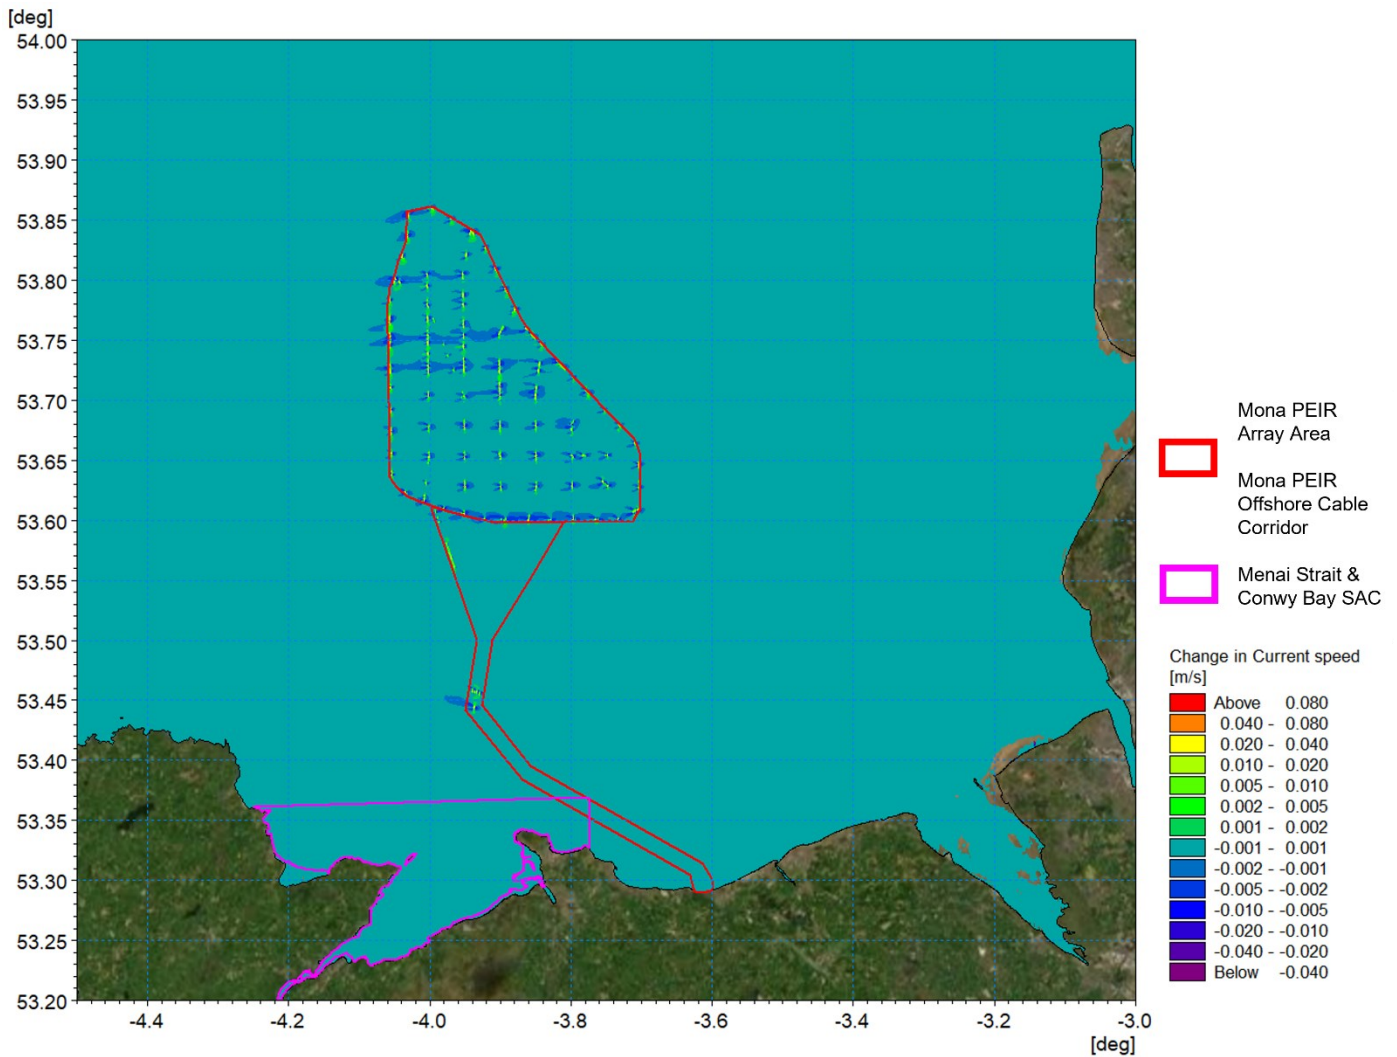 [deg]
54.00
53.95
53.90
53.85
53.80
53.75
53.70
53.65
53.60
53.55
53.50
53.45
53.40
53.35
53.30
53.25
53.20
-4.4
-4.2
-4.0
-3.8
-3.6
-3.4
-3.2
-3.0
[deg]
Mona PEIR
Array Area
Mona PEIR
Offshore Cable
Corridor
Menai Strait &
Conwy Bay SAC
Change in Current speed
[m/s]
Above 0.080
0.040 - 0.080
0.020 - 0.040
0.010 - 0.020
0.005 - 0.010
0.002 - 0.005
0.001 - 0.002
-0.001 - 0.001
-0.002 - -0.001
-0.005 - -0.002
-0.010 - -0.005
-0.020 - -0.010
-0.040 - -0.020
Below -0.040